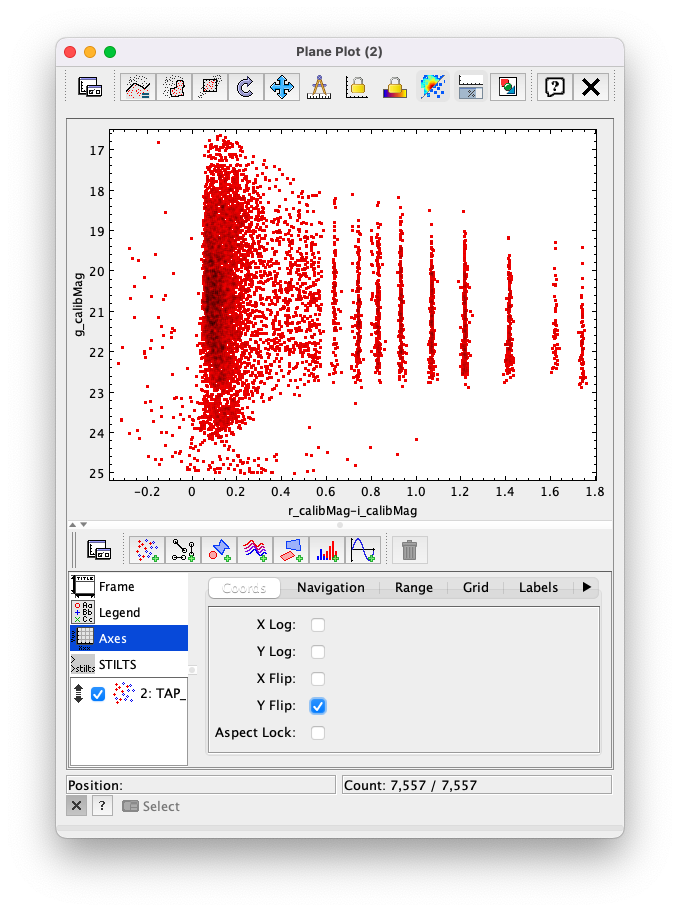 Plane Plot (2)
17
18
19
20
21
22
23
24
25
g_calibMag
-0.2 0 0.2 0.4 0.6 0.8 1.0 1.2 1.4 1.6 1.8
r_calibMag-i_calibMag
Frame
Legend
Axes
STILTS
2: TAP_
Coords Navigation Range Grid Labels
X Log:
Y Log:
X Flip:
Y Flip:
Aspect Lock:
Position:
Count: 7,557 / 7,557
Select